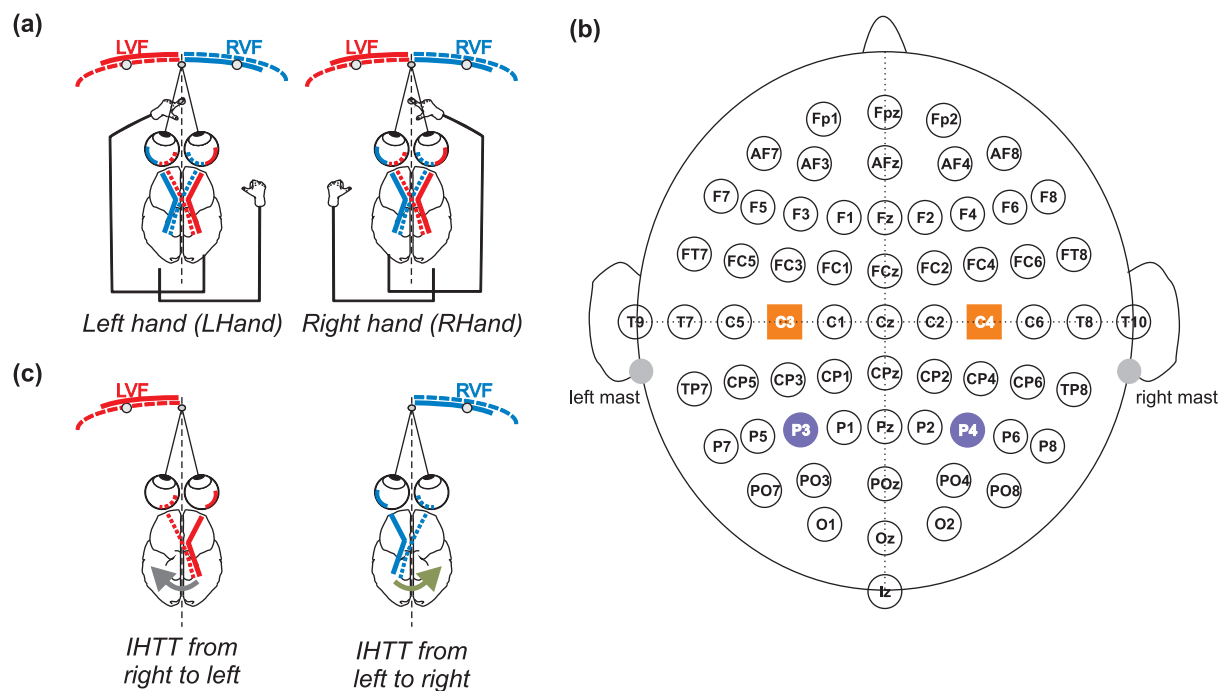 (a)
LVF RVF LVF RVF
Left hand (LHand) Right hand (RHand)
(b)
Fp1 Fpz Fp2
AF7 AF3 AFz AF4 AF8
F7 F5 F3 F1 Fz F2 F4 F6 F8
FT7 FC5 FC3 FC1 FCz FC2 FC4 FC6 FT8
T9 T7 C5 C3 C1 Cz C2 C4 C6 T8 T10
left mast right mast
TP7 CP5 CP3 CP1 CPz CP2 CP4 CP6 TP8
P7 P5 P3 P1 Pz P2 P4 P6 P8
PO7 PO3 POz PO4 PO8
O1 Oz O2
Iz
(c)
LVF RVF
IHTT from
right to left
IHTT from
left to right